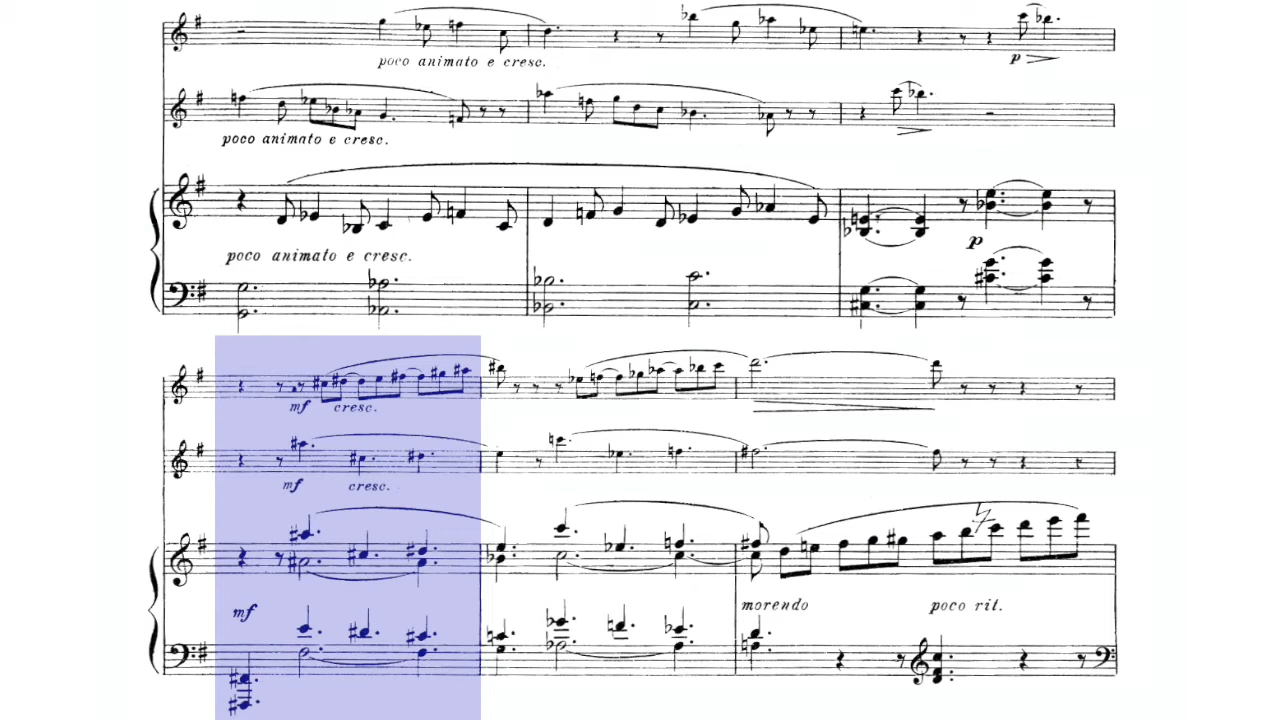 poco animato e cresc.
p
poco animato e cresc.
poco animato e cresc.
p
mf cresc.
mf cresc.
mf
morendo poco rit.